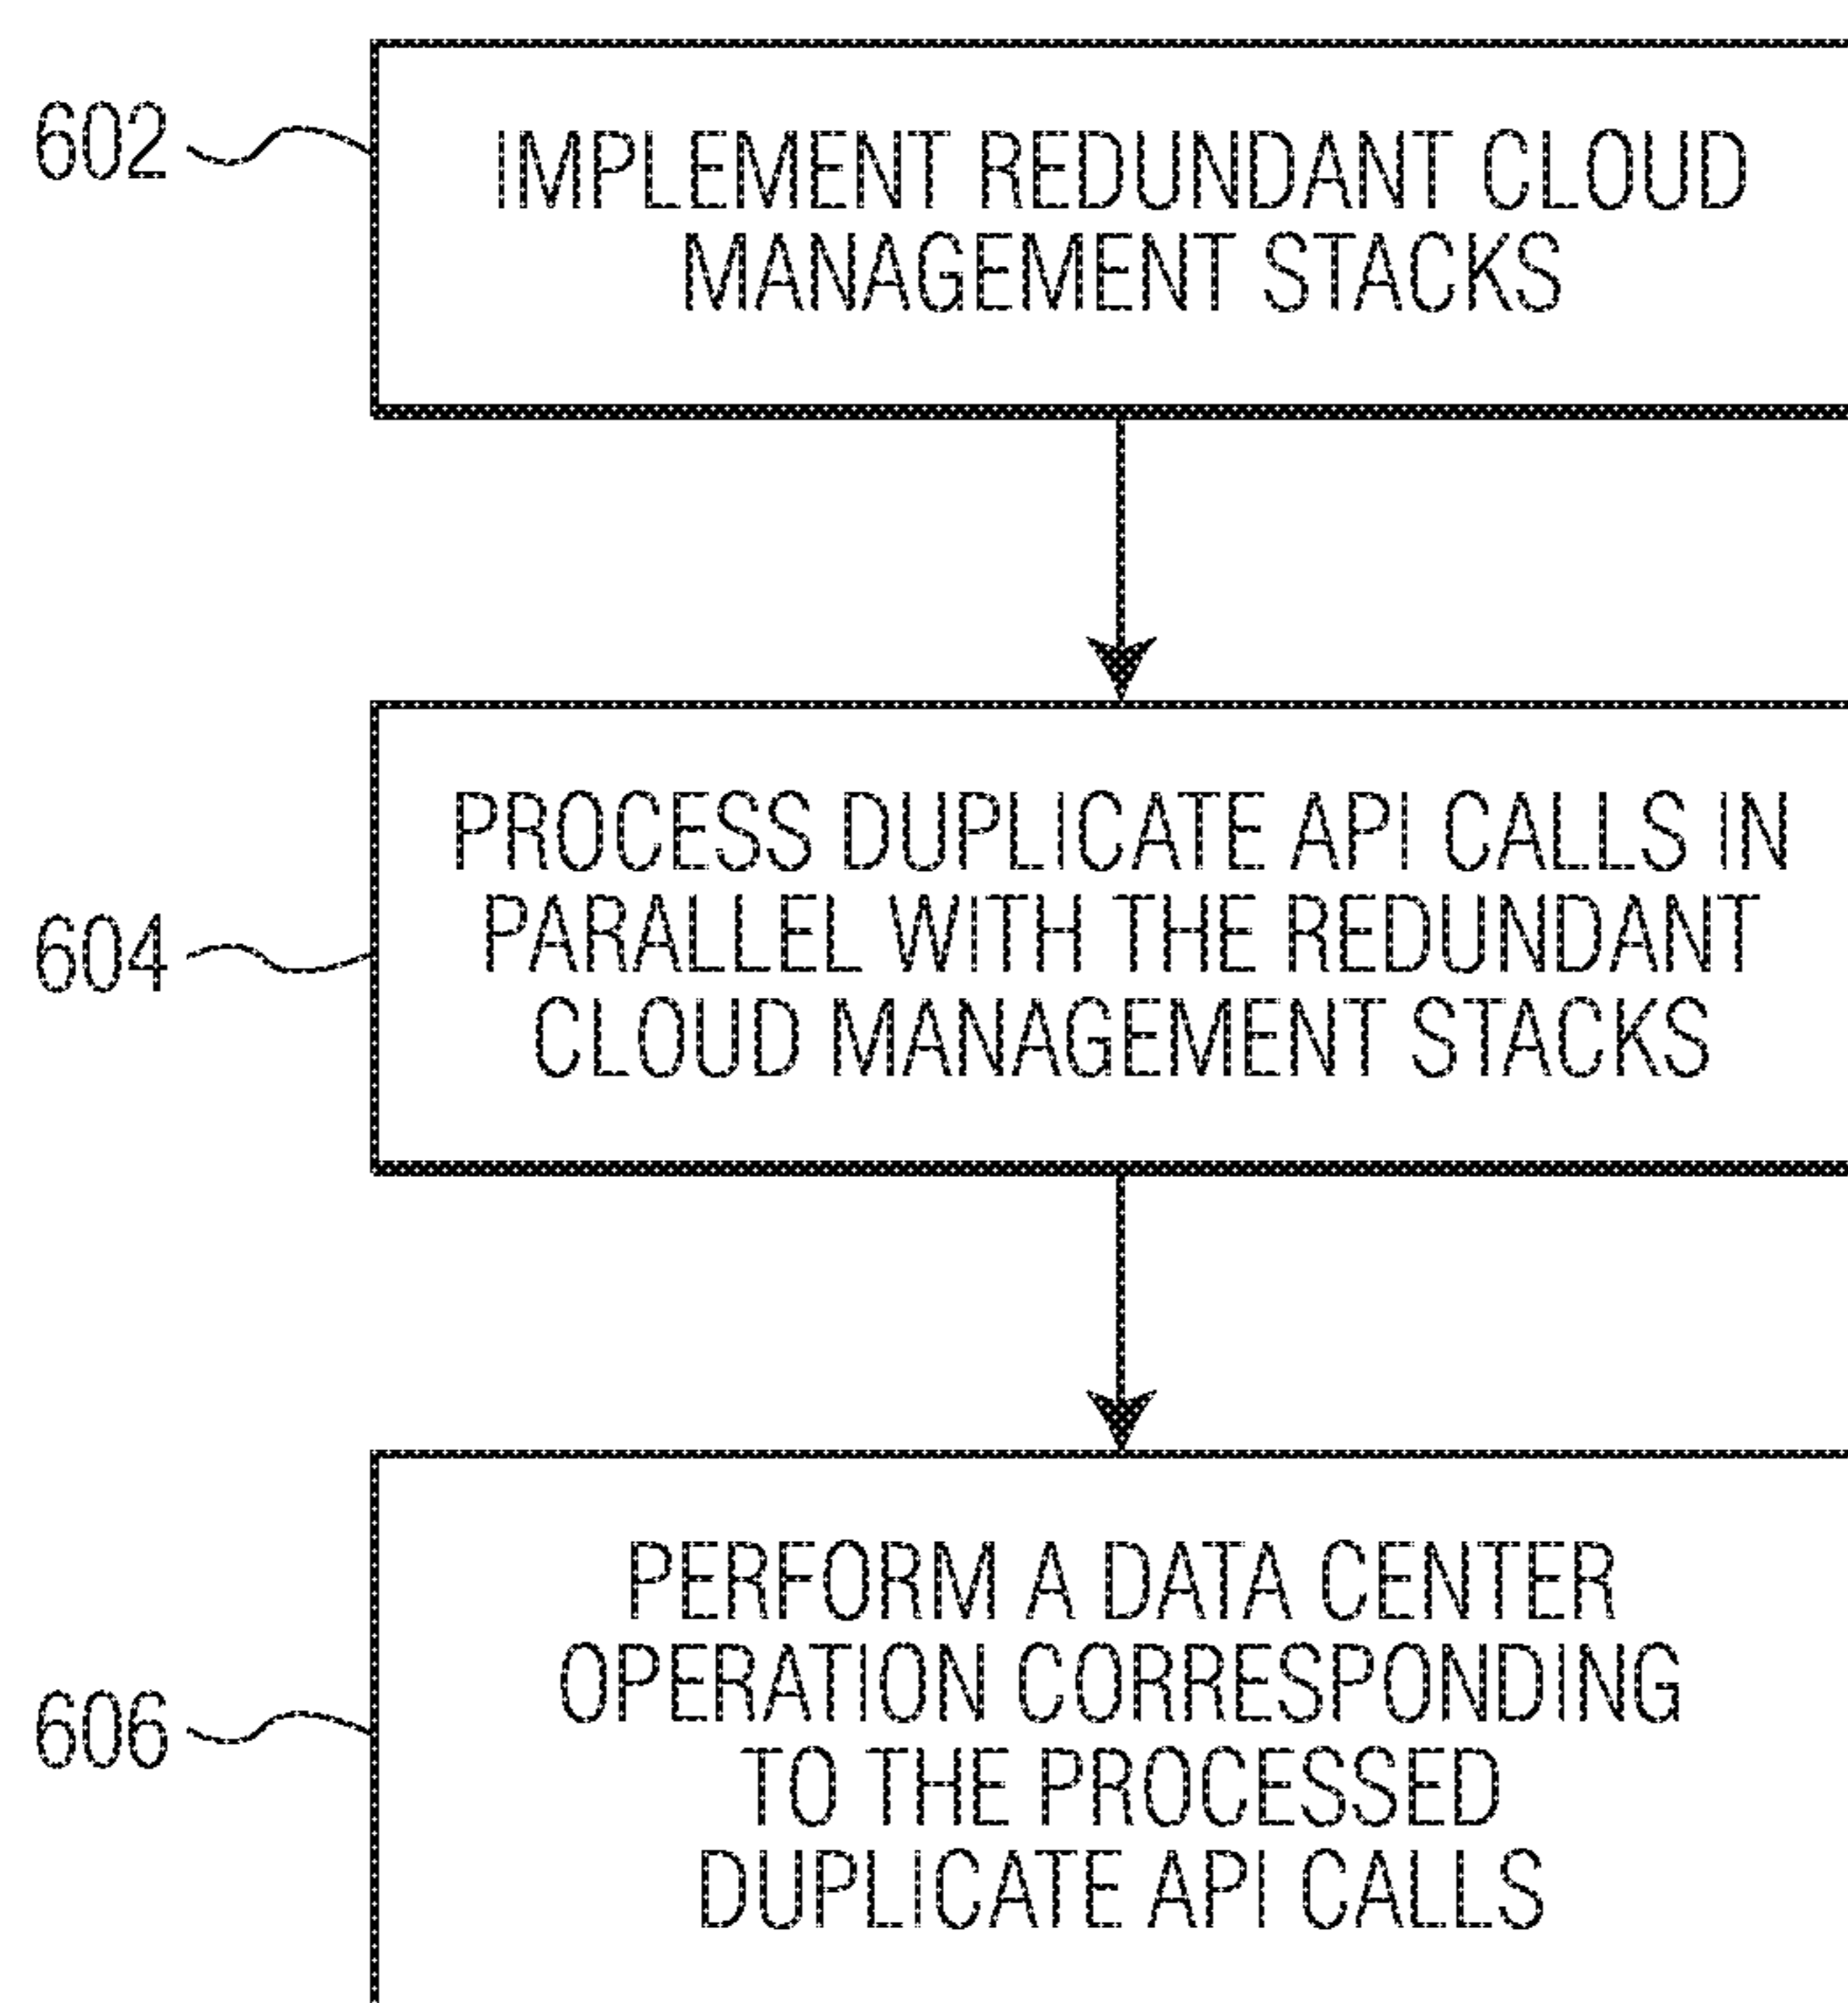 602
IMPLEMENT REDUNDANT CLOUD
MANAGEMENT STACKS
604
PROCESS DUPLICATE API CALLS IN
PARALLEL WITH THE REDUNDANT
CLOUD MANAGEMENT STACKS
606
PERFORM A DATA CENTER
OPERATION CORRESPONDING
TO THE PROCESSED
DUPLICATE API CALLS